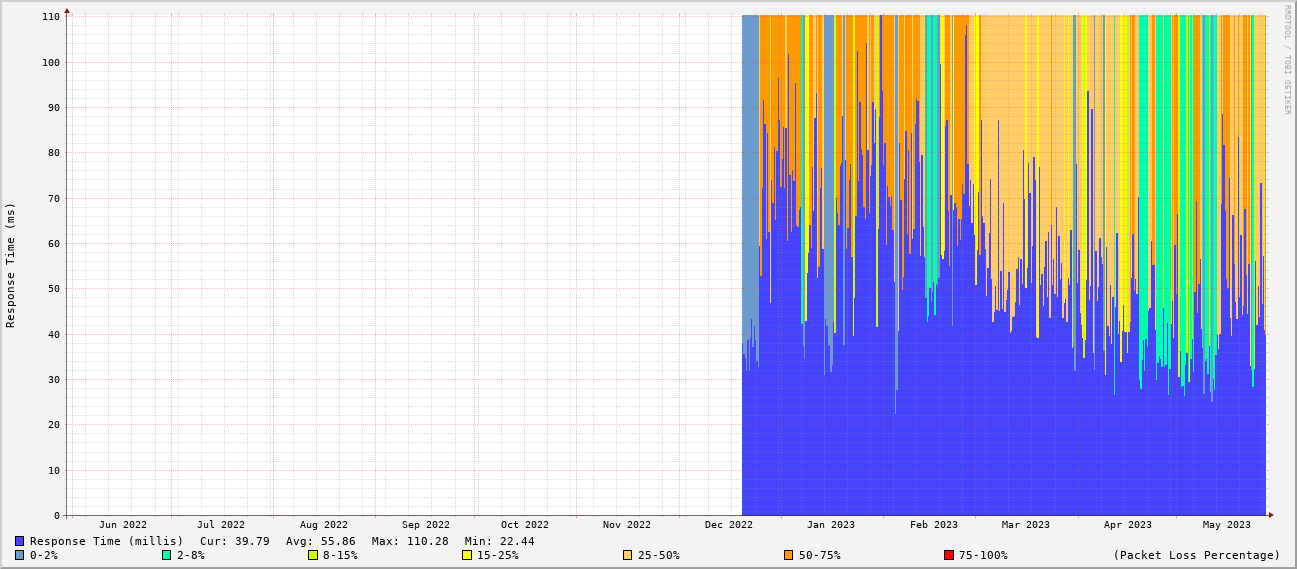 RRDTOOL / TOBI OETIKER
Response Time (ms)
110
100
90
80
70
60
50
40
30
20
10
0
Jun 2022 Jul 2022 Aug 2022 Sep 2022 Oct 2022 Nov 2022 Dec 2022 Jan 2023 Feb 2023 Mar 2023 Apr 2023 May 2023
Response Time (millis) Cur: 39.79 Avg: 55.86 Max: 110.28 Min: 22.44
0-2% 2-8% 8-15% 15-25% 25-50% 50-75% 75-100% (Packet Loss Percentage)